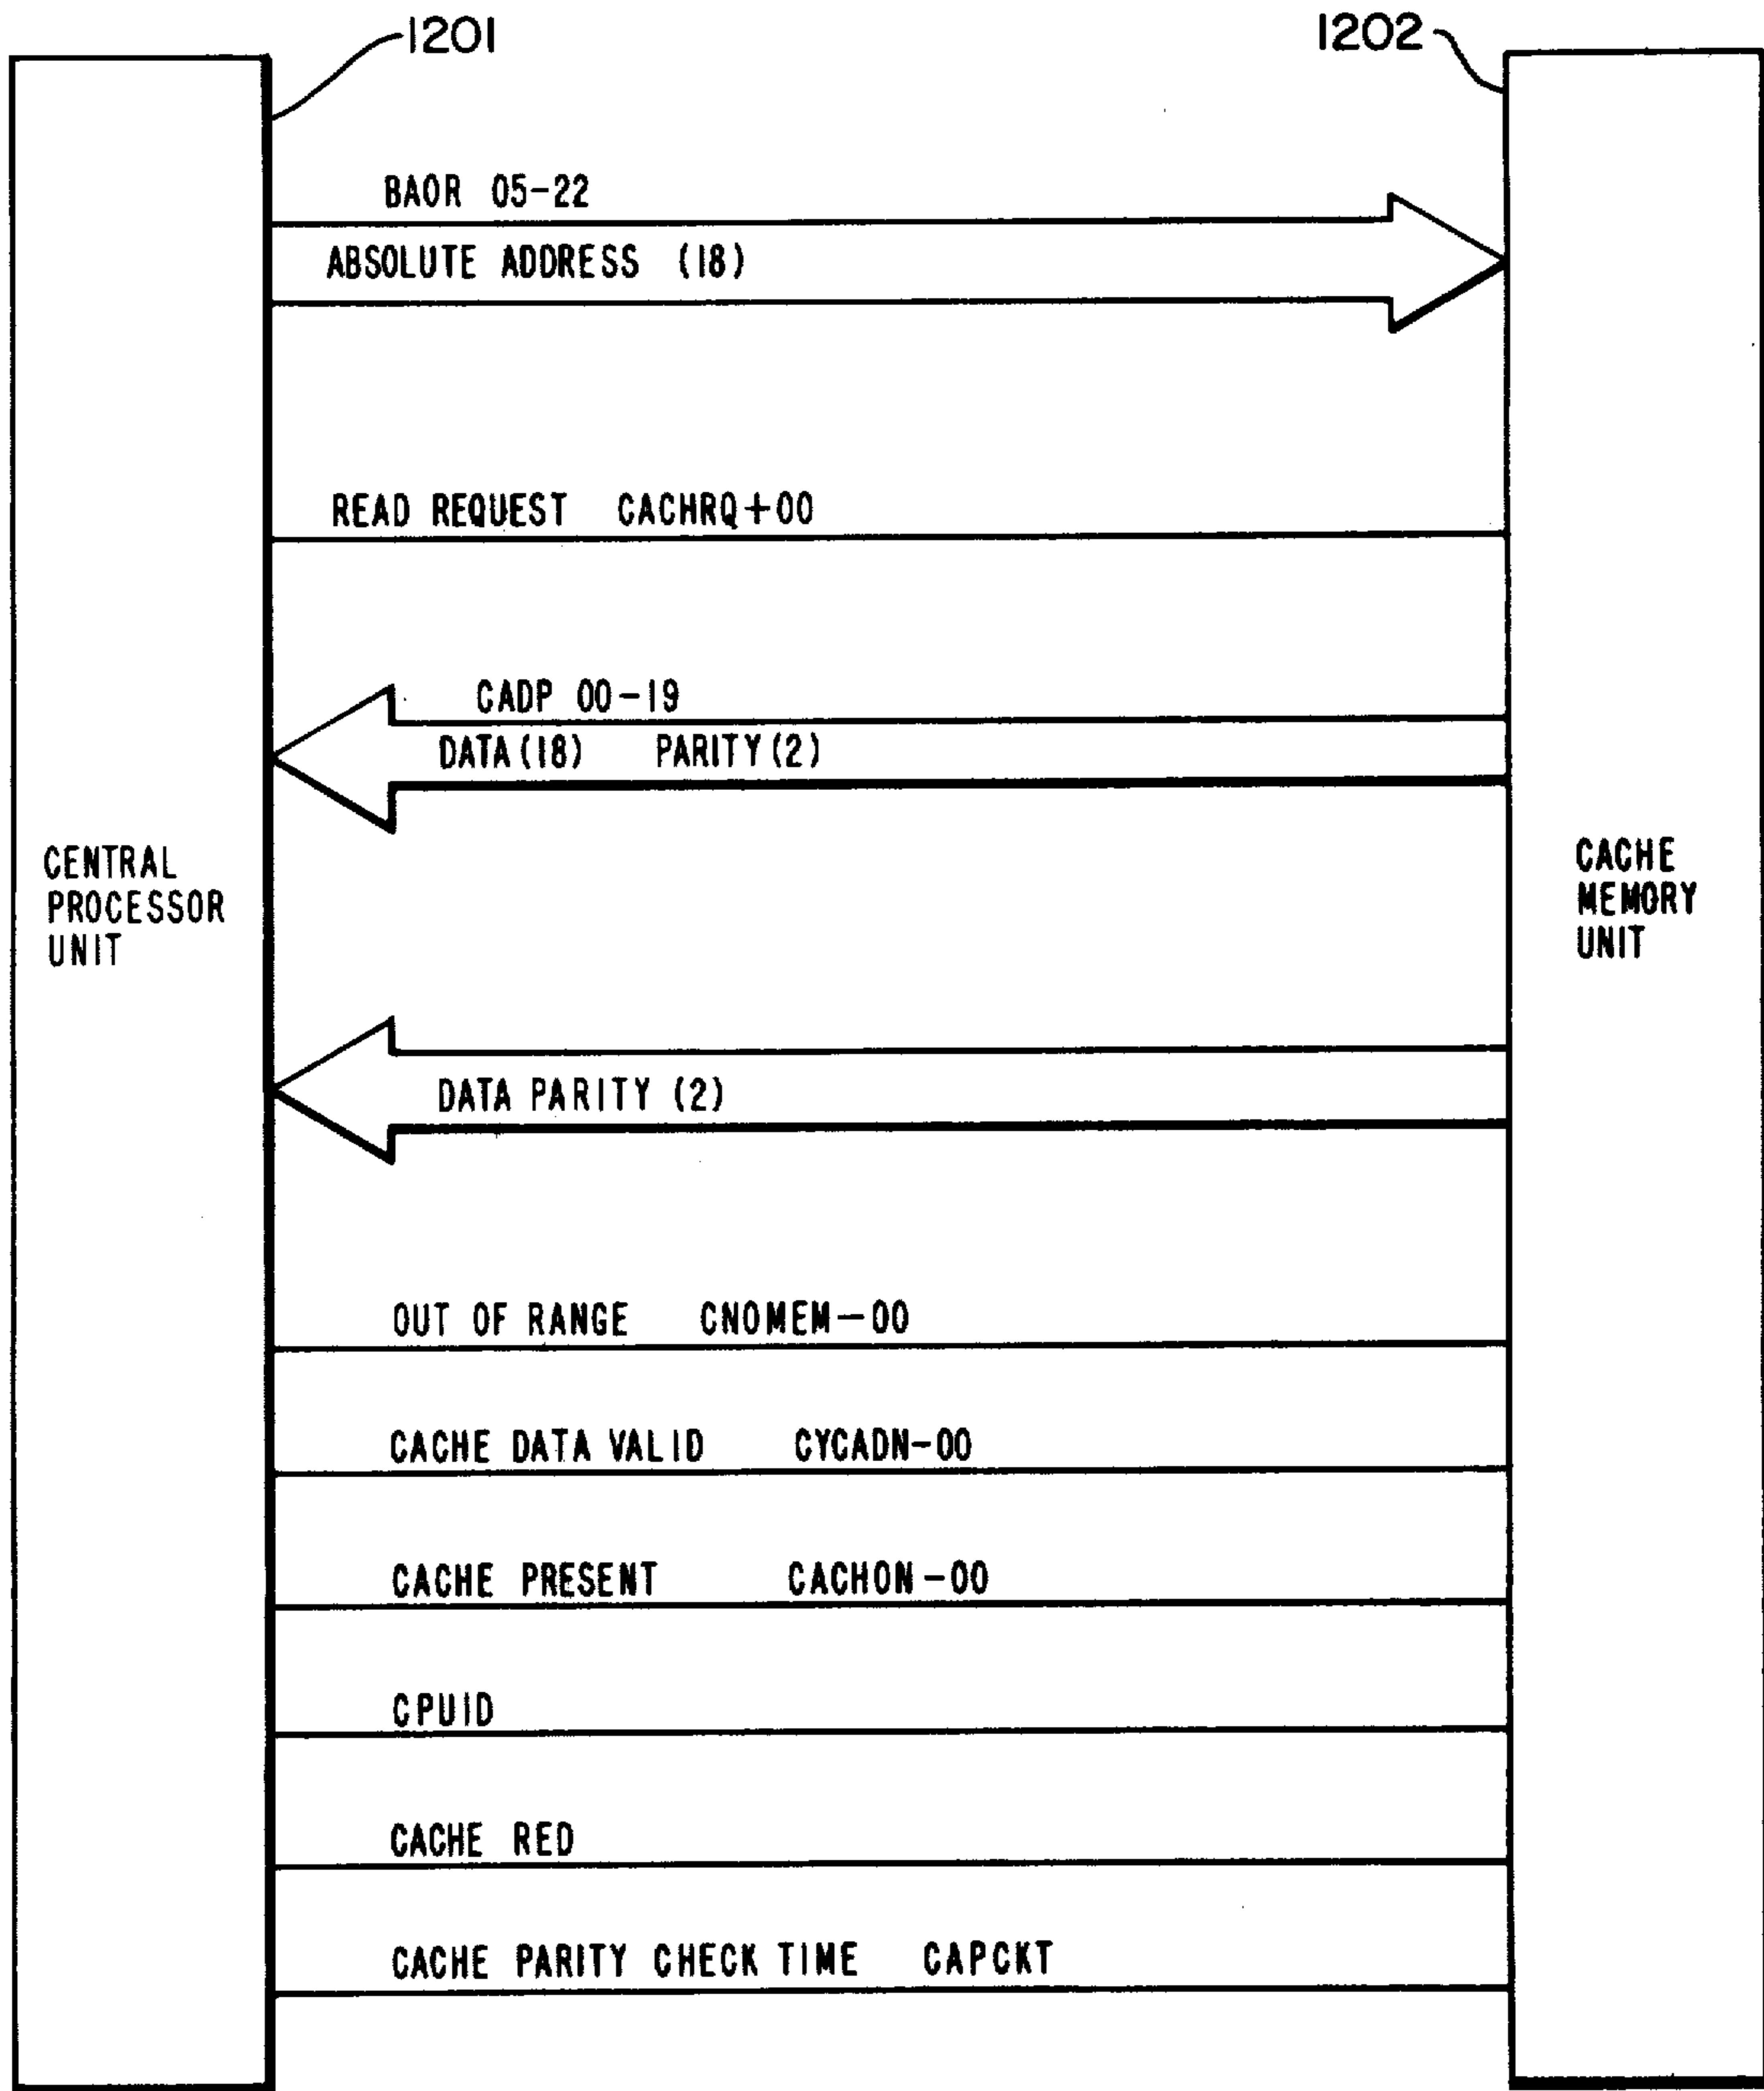 1201
1202
BAOR 05-22
ABSOLUTE ADDRESS (18)
READ REQUEST CACHRQ+00
CADP 00-19
DATA(18) PARITY(2)
CENTRAL
PROCESSOR
UNIT
CACHE
MEMORY
UNIT
DATA PARITY (2)
OUT OF RANGE CNOMEM-00
CACHE DATA VALID CYCADN-00
CACHE PRESENT CACHON-00
CPUID
CACHE RED
CACHE PARITY CHECK TIME CAPCKT